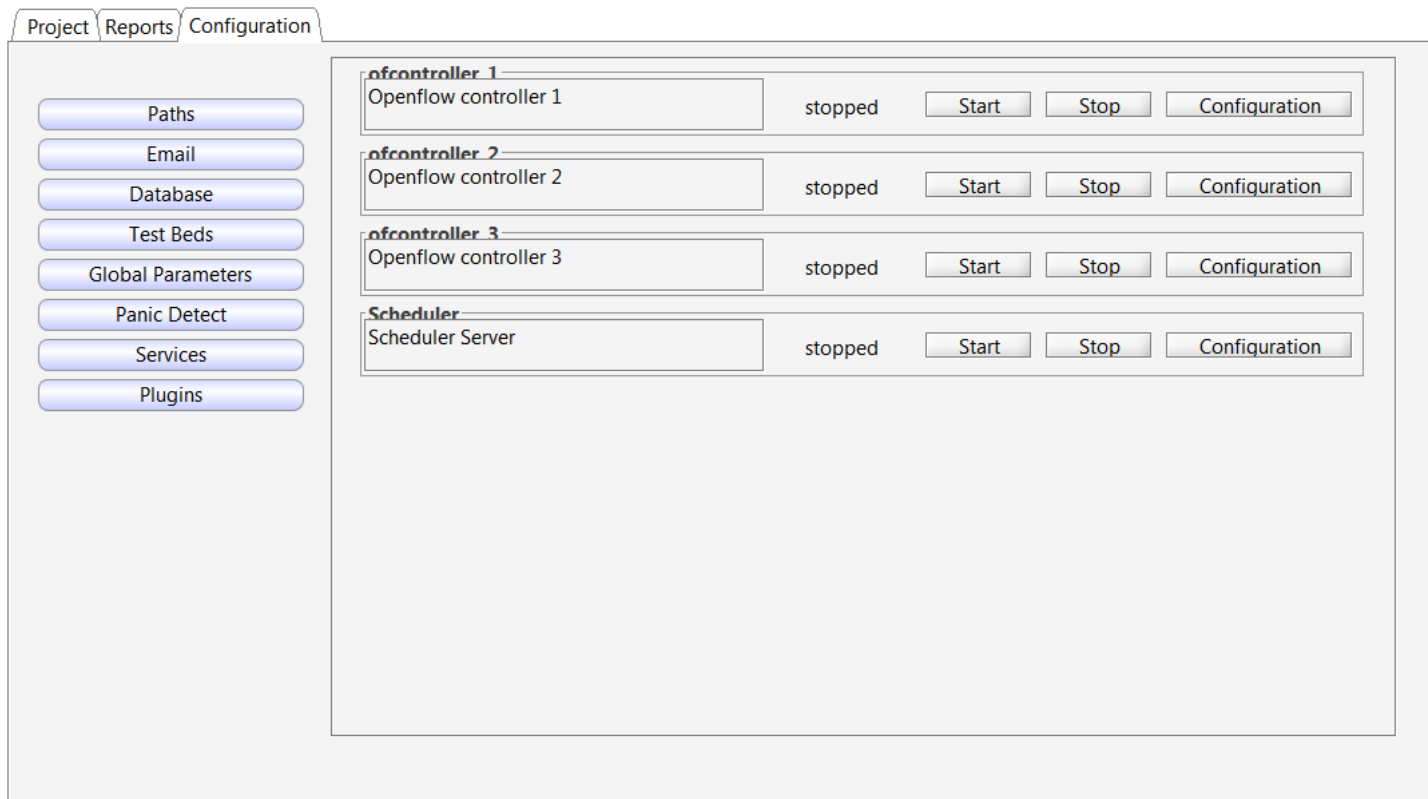 Project Reports Configuration
Paths
Email
Database
Test Beds
Global Parameters
Panic Detect
Services
Plugins
ofcontroller_1
Openflow controller 1 stopped Start Stop Configuration
ofcontroller_2
Openflow controller 2 stopped Start Stop Configuration
ofcontroller_3
Openflow controller 3 stopped Start Stop Configuration
Scheduler
Scheduler Server stopped Start Stop Configuration